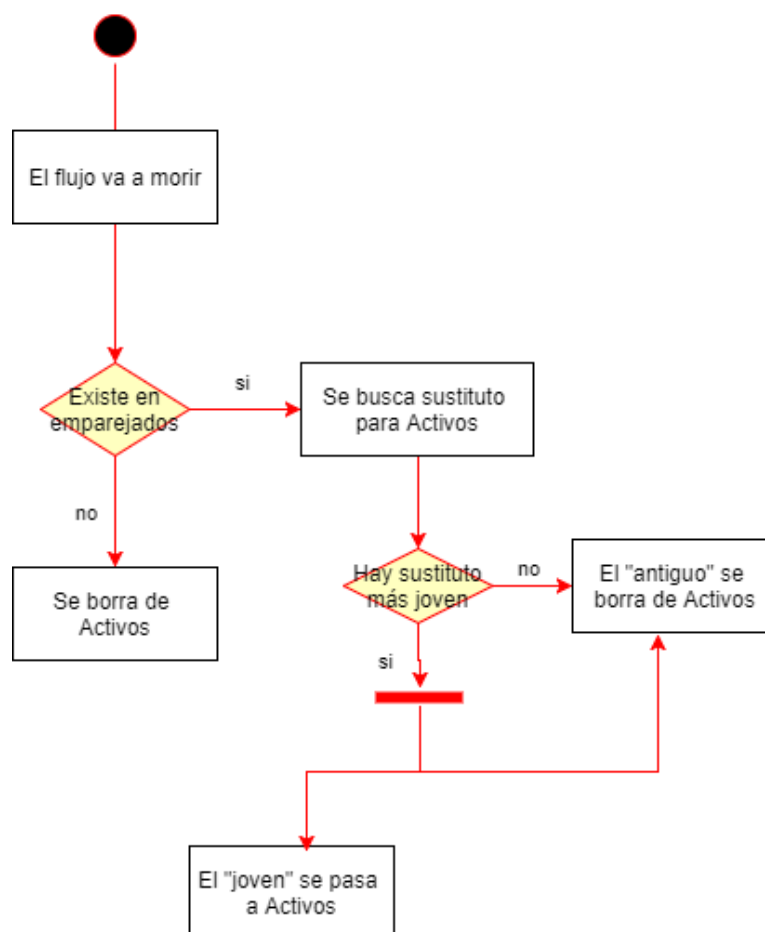 El flujo va a morir
Existe en
emparejados
si
Se busca sustituto
para Activos
no
Se borra de
Activos
Hay sustituto
más joven
no
El "antiguo" se
borra de Activos
si
El "joven" se pasa
a Activos